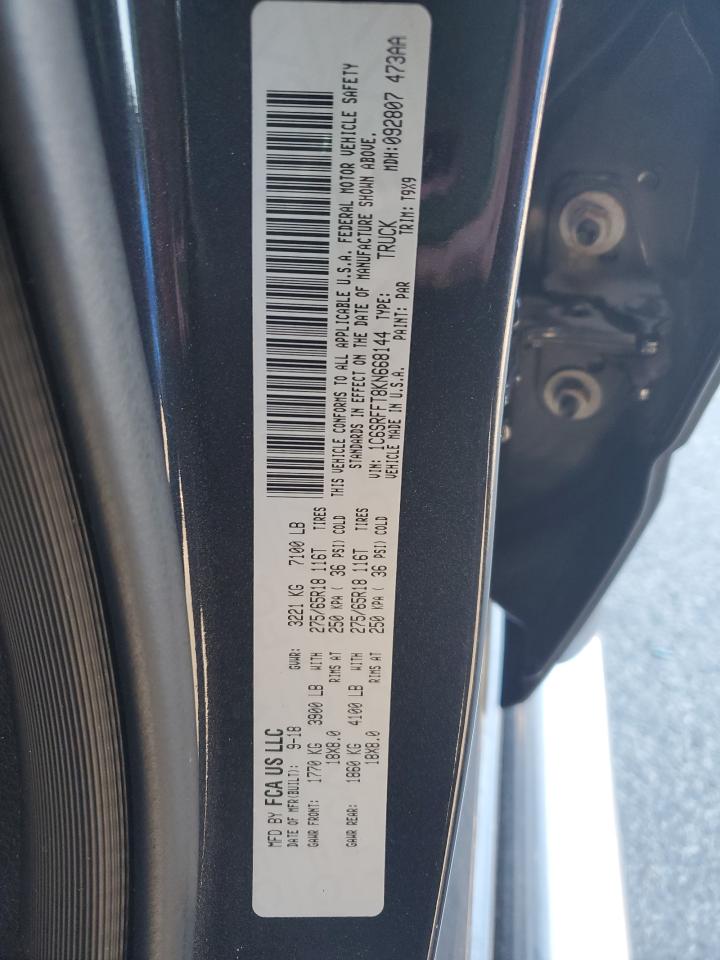 MFD BY FCA US LLC
DATE OF MFR(BUILT): 9-18 GVWR: 3221 KG 7100 LB
GAWR FRONT: 1770 KG 3900 LB WITH 275/65R18 116T TIRES
18X8.0 RIMS AT 250 KPA ( 36 PSI) COLD
GAWR REAR: 1860 KG 4100 LB WITH 275/65R18 116T TIRES
18X8.0 RIMS AT 250 KPA ( 36 PSI) COLD
THIS VEHICLE CONFORMS TO ALL APPLICABLE U.S.A. FEDERAL MOTOR VEHICLE SAFETY
STANDARDS IN EFFECT ON THE DATE OF MANUFACTURE SHOWN ABOVE.
VIN: 1C6SRFFT8KN668144 TYPE: TRUCK MDH:092807 473AA
VEHICLE MADE IN U.S.A. PAINT: PAR TRIM: T9X9